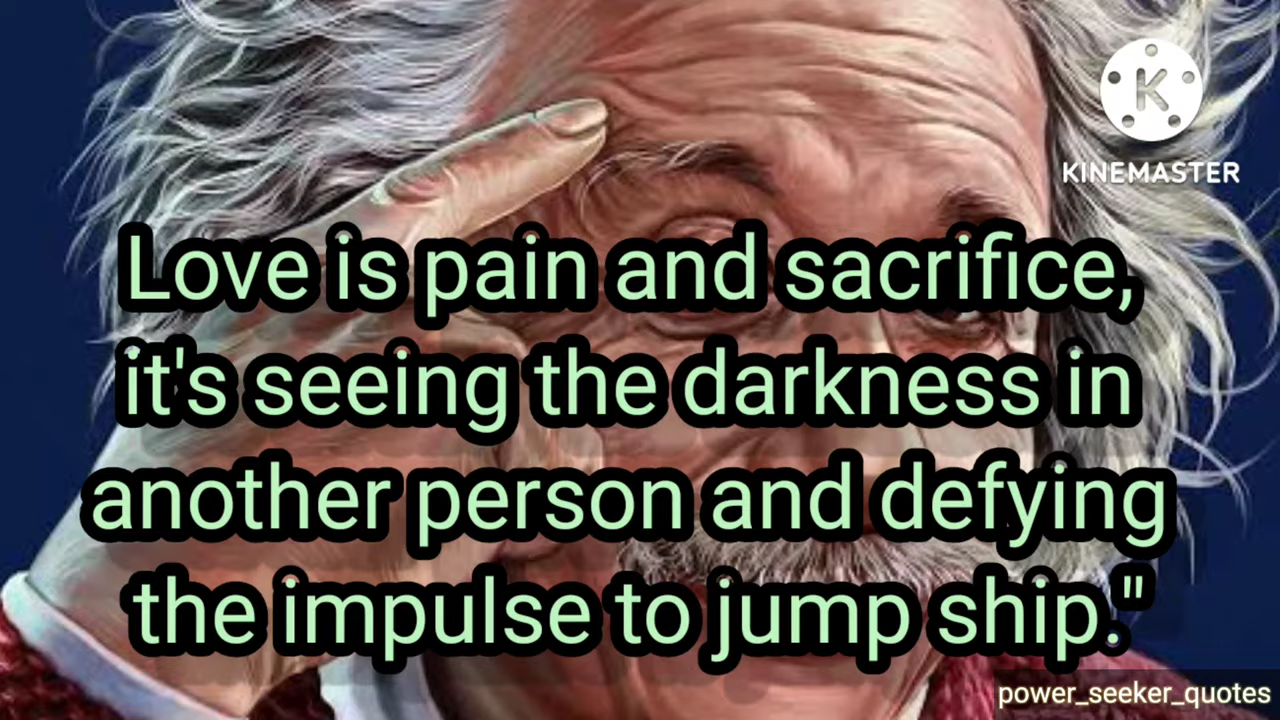 KINEMASTER
Love is pain and sacrifice,
it's seeing the darkness in
another person and defying
the impulse to jump ship."
power_seeker_quotes